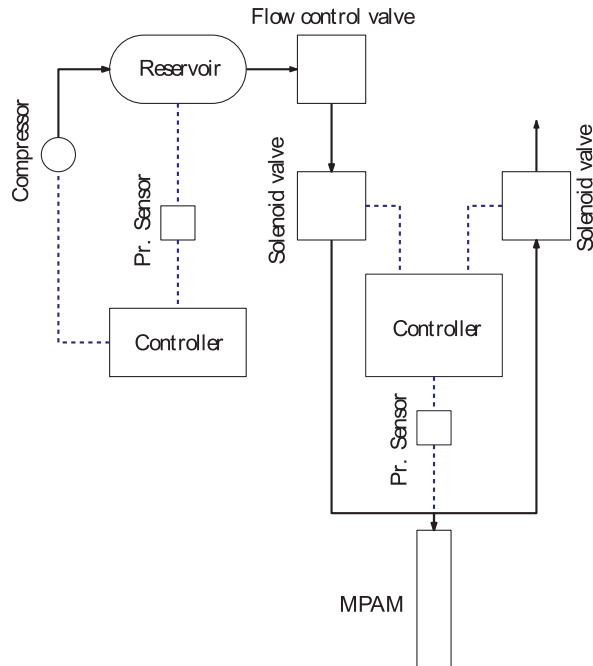 Flow control valve
Reservoir
Compressor
Pr. Sensor
Solenoid valve
Solenoid valve
Controller
Controller
Pr. Sensor
MPAM